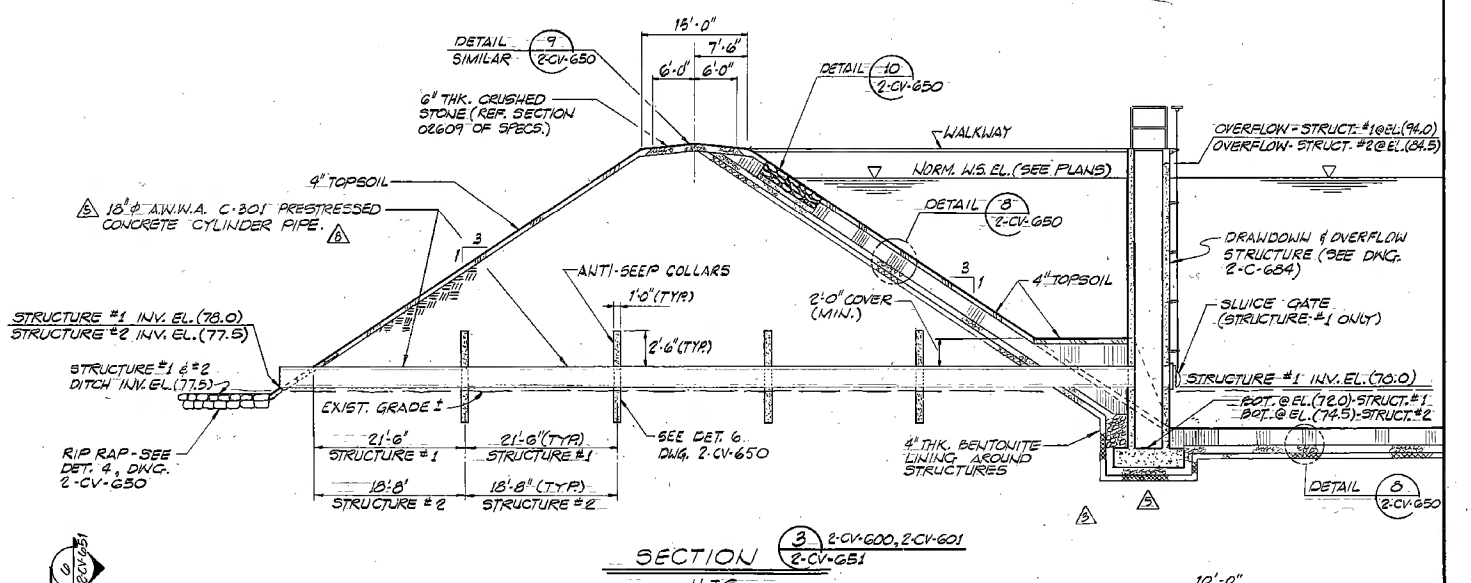 15'-0"
7'-6"
6'-0" 6'-0"
DETAIL 9
SIMILAR 2-CV-650
DETAIL 10
2-CV-650
6" THK. CRUSHED
STONE (REF. SECTION
02609 OF SPECS.)
WALKWAY
OVERFLOW - STRUCT. #1 @ EL.(94.0)
OVERFLOW - STRUCT. #2 @ EL.(84.5)
NORM. W.S. EL. (SEE PLANS)
4" TOPSOIL
5 18"Φ A.W.W.A. C-301 PRESTRESSED
CONCRETE CYLINDER PIPE. 8
DETAIL 8
2-CV-650
DRAWDOWN & OVERFLOW
STRUCTURE (SEE DWG.
2-C-684)
3
1
ANTI-SEEP COLLARS
3
1
4" TOPSOIL
1'-0" (TYP.)
2'-0" COVER
(MIN.)
SLUICE GATE
(STRUCTURE #1 ONLY)
STRUCTURE #1 INV. EL. (78.0)
STRUCTURE #2 INV. EL. (77.5)
2'-6" (TYP.)
STRUCTURE #1 & #2
DITCH INV. EL. (77.5)
STRUCTURE #1 INV. EL. (78.0)
EXIST. GRADE ±
BOT. @ EL. (72.0)-STRUCT. #1
BOT. @ EL. (74.5)-STRUCT. #2
RIP RAP - SEE
DET. 4, DWG.
2-CV-650
21'-6"
STRUCTURE #1
21'-6" (TYP.)
STRUCTURE #1
SEE DET. 6
DWG. 2-CV-650
4" THK. BENTONITE
LINING AROUND
STRUCTURES
18'-8"
STRUCTURE #2
18'-8" (TYP.)
STRUCTURE #2
DETAIL 8
2-CV-650
5
SECTION 3 2-CV-600, 2-CV-601
2-CV-651
N.T.S.
6
2-CV-651
10'-0"